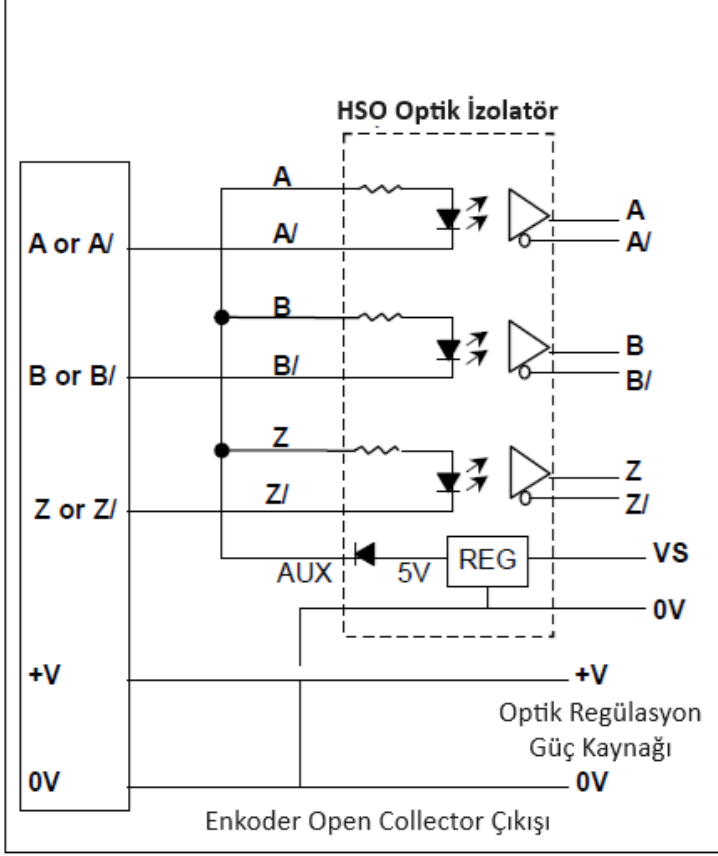 HSO Optik İzolatör
A
A
A or A/
A/
A/
B
B
B or B/
B/
B/
Z
Z
Z or Z/
Z/
Z/
AUX
5V
REG
VS
0V
+V
+V
Optik Regülasyon
Güç Kaynağı
0V
0V
Enkoder Open Collector Çıkışı